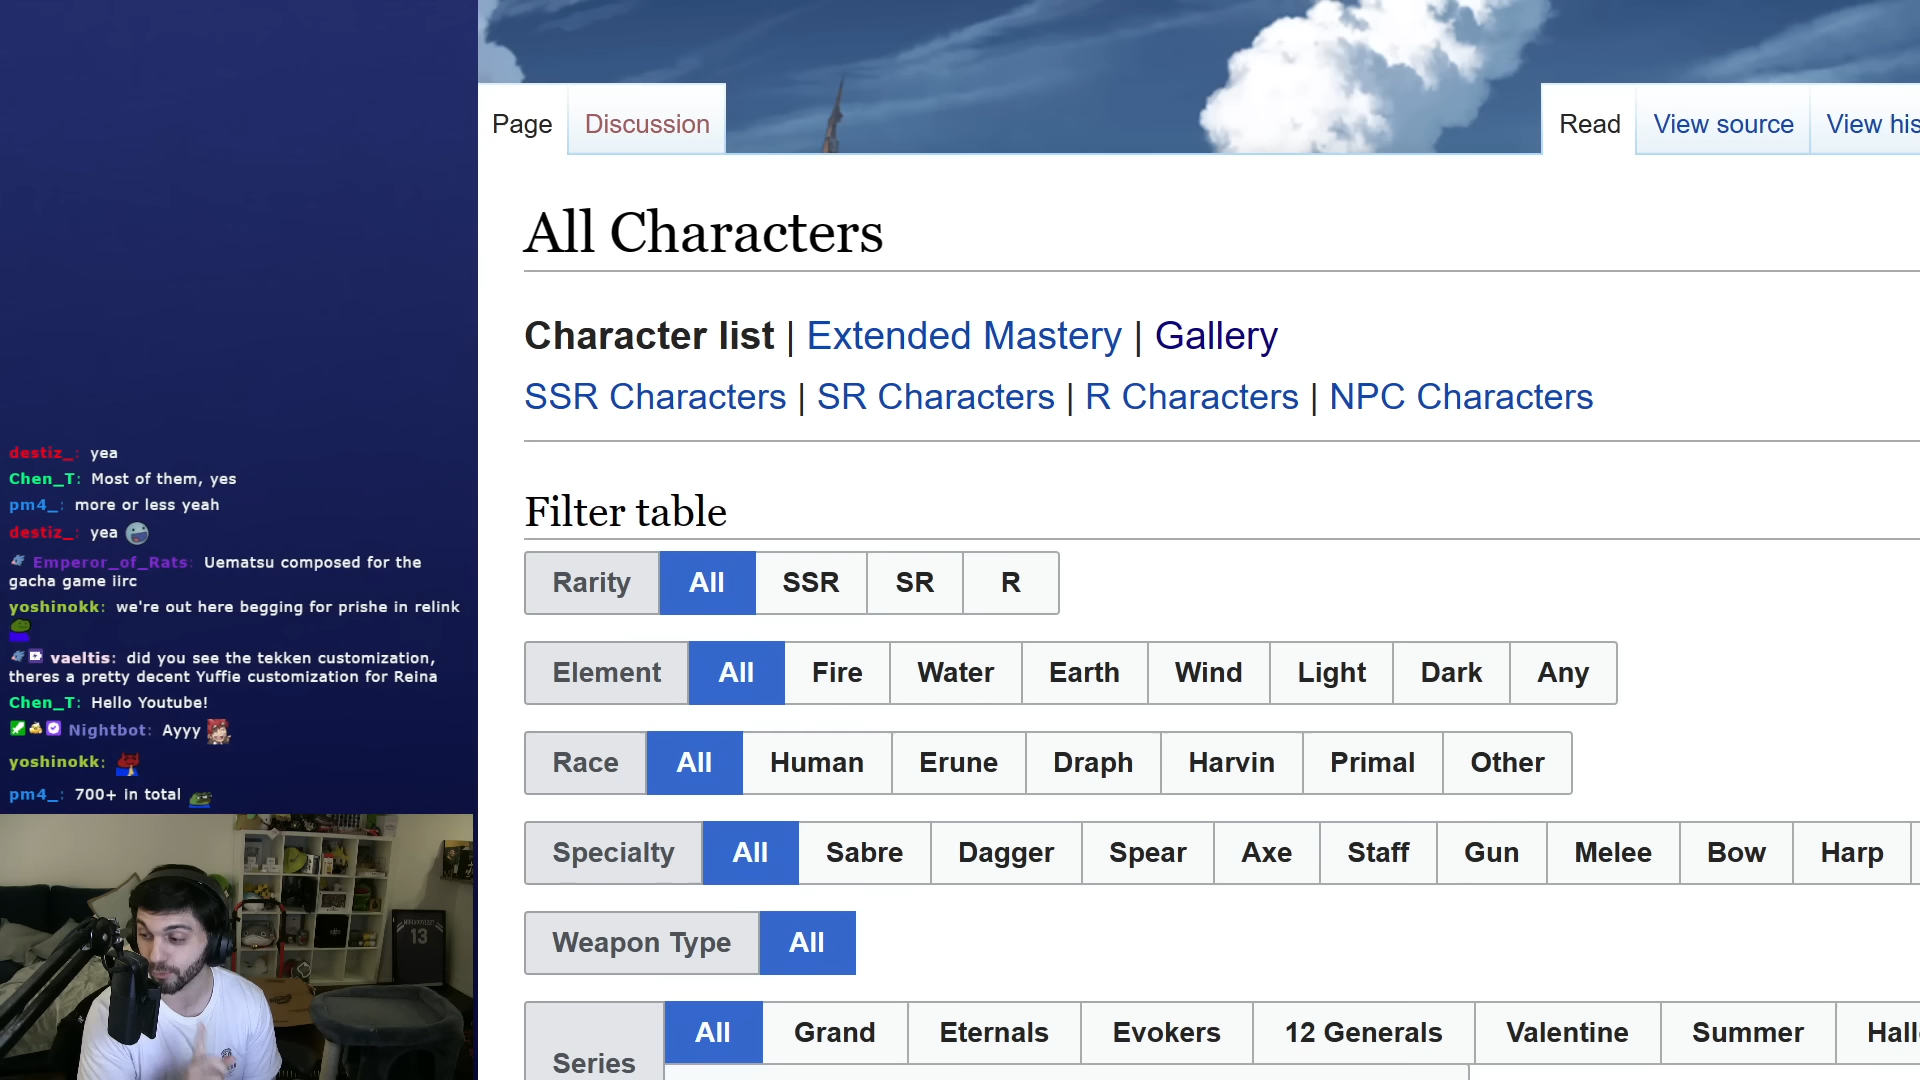 Page
Discussion
Read
View source
View his
All Characters
Character list | Extended Mastery | Gallery
SSR Characters | SR Characters | R Characters | NPC Characters
Filter table
Rarity All SSR SR R
Element All Fire Water Earth Wind Light Dark Any
Race All Human Erune Draph Harvin Primal Other
Specialty All Sabre Dagger Spear Axe Staff Gun Melee Bow Harp
Weapon Type All
Series All Grand Eternals Evokers 12 Generals Valentine Summer Hall
destiz_: yea
Chen_T: Most of them, yes
pm4_: more or less yeah
destiz_: yea
Emperor_of_Rats: Uematsu composed for the
gacha game iirc
yoshinokk: we're out here begging for prishe in relink
vaeltis: did you see the tekken customization,
theres a pretty decent Yuffie customization for Reina
Chen_T: Hello Youtube!
Nightbot: Ayyy
yoshinokk:
pm4_: 700+ in total
13